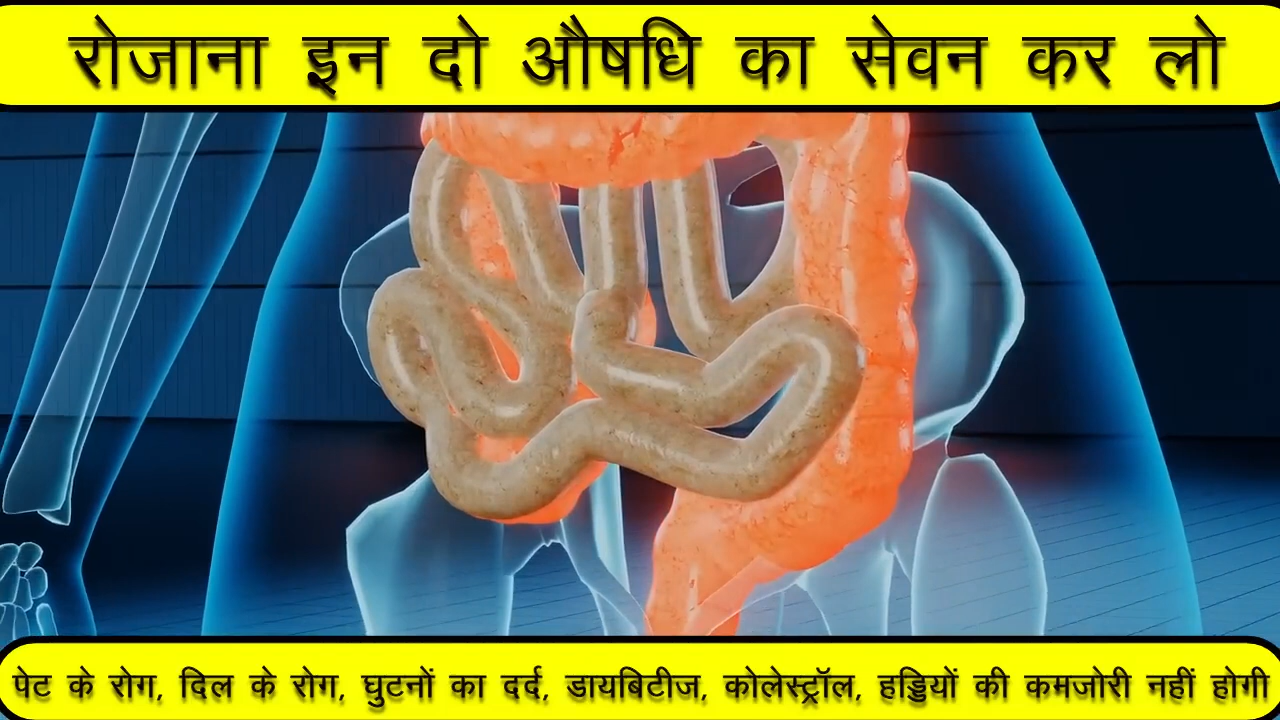 रोजाना इन दो औषधि का सेवन कर लो
पेट के रोग, दिल के रोग, घुटनों का दर्द, डायबिटीज, कोलेस्ट्रॉल, हड्डियों की कमजोरी नहीं होगी